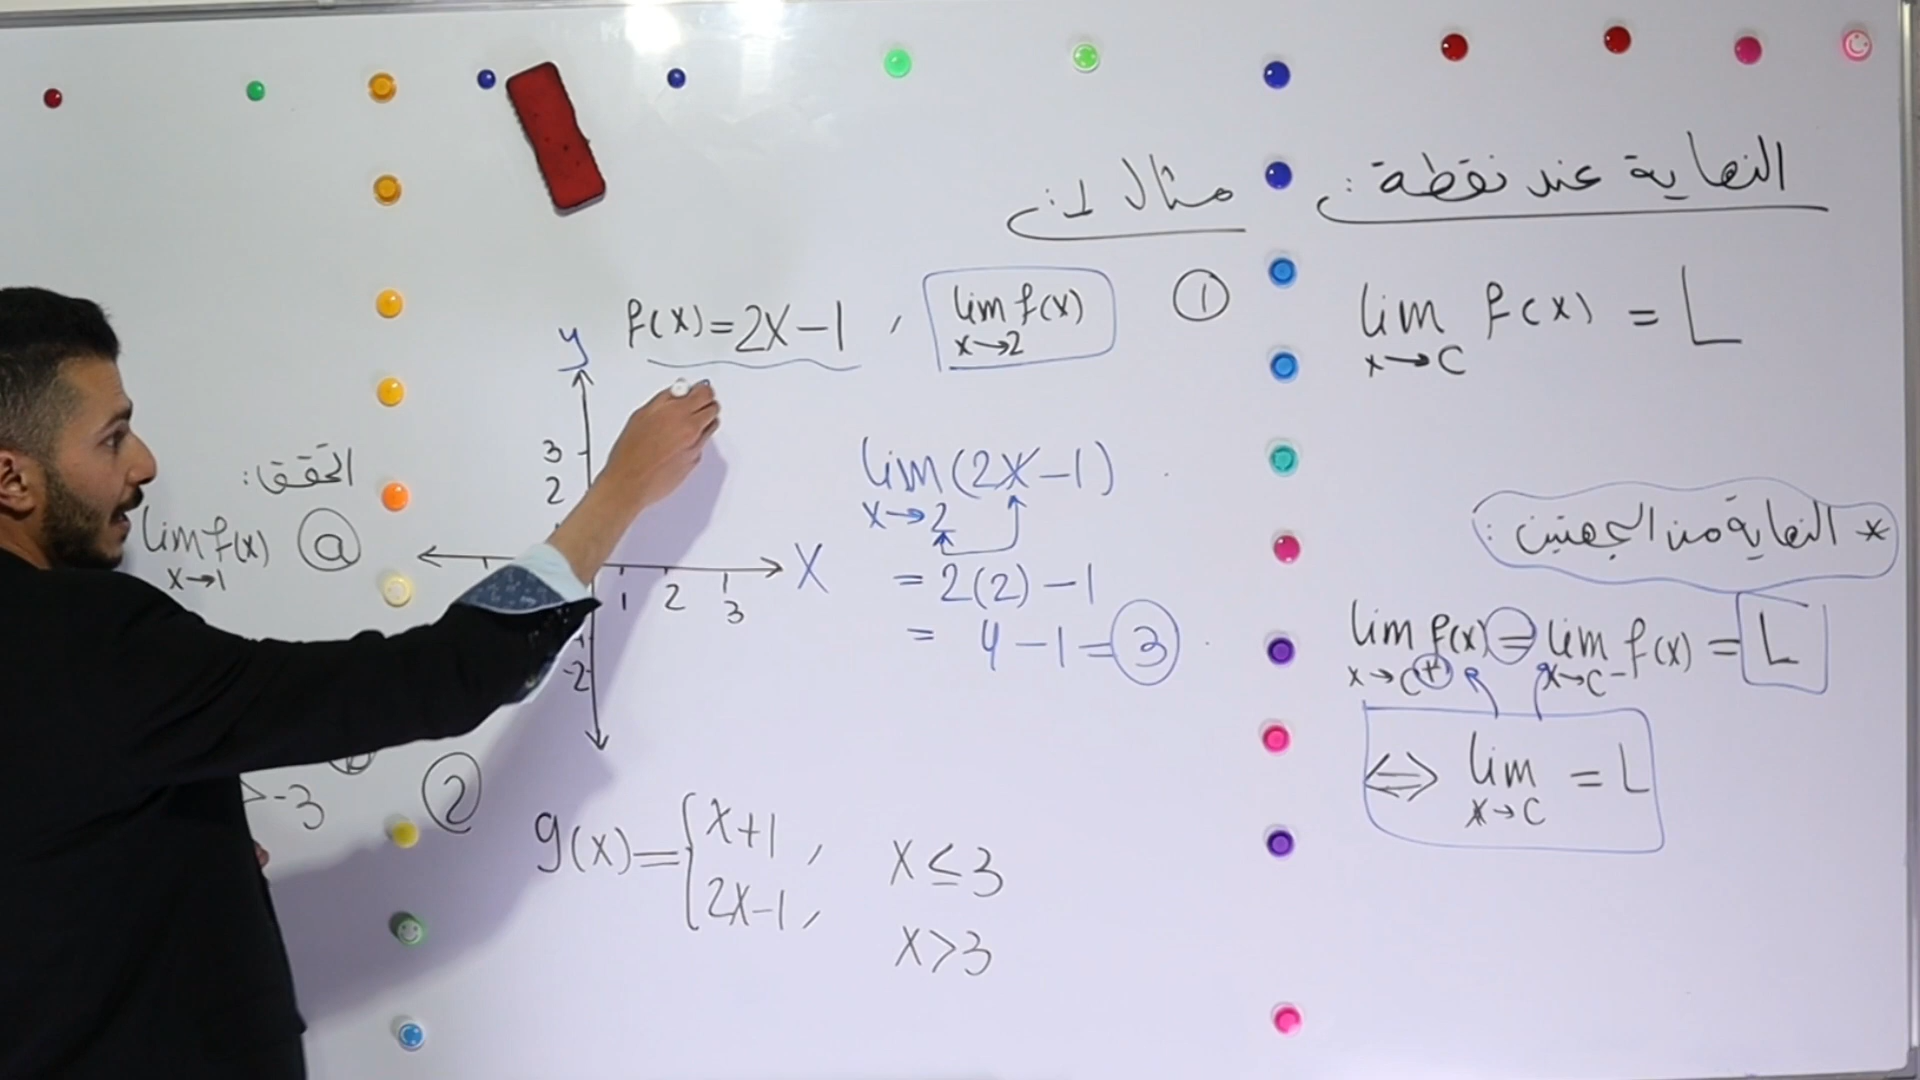 النهاية عند نقطة :
lim f(x) = L
x→c
* النهاية من الجهتين :
lim f(x) = lim f(x) = L
x→c+ x→c-
⇔ lim = L
x→c
مثال 1 :
① f(x)=2x-1 , lim f(x)
x→2
lim (2x-1)
x→2
= 2(2)-1
= 4-1=3
y
3
2
x
1 2 3
-2
② g(x)={x+1, x≤3
2x-1, x>3
اتحقق :
ⓐ lim f(x)
x→1
>-3